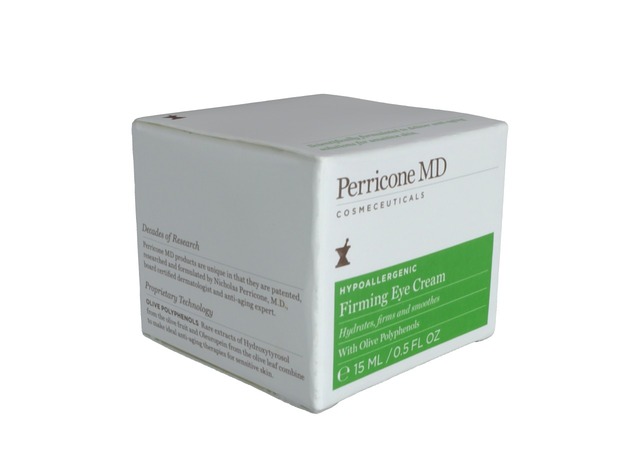 Perricone MD
COSMECEUTICALS
HYPOALLERGENIC
Firming Eye Cream
Hydrates, firms and smoothes
With Olive Polyphenols
℮ 15 ML / 0.5 FL OZ
Decades of Research
Perricone MD products are unique in that they are patented,
researched and formulated by Nicholas Perricone, M.D.,
board certified dermatologist and anti-aging expert.
Proprietary Technology
OLIVE POLYPHENOLS Rare extracts of Hydroxytyrosol
from the olive fruit and Oleuropein from the olive leaf combine
to make ideal anti-aging therapies for sensitive skin.